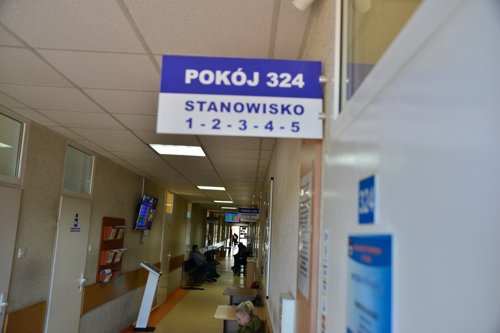 POKÓJ 324
STANOWISKO
1 - 2 - 3 - 4 - 5
324